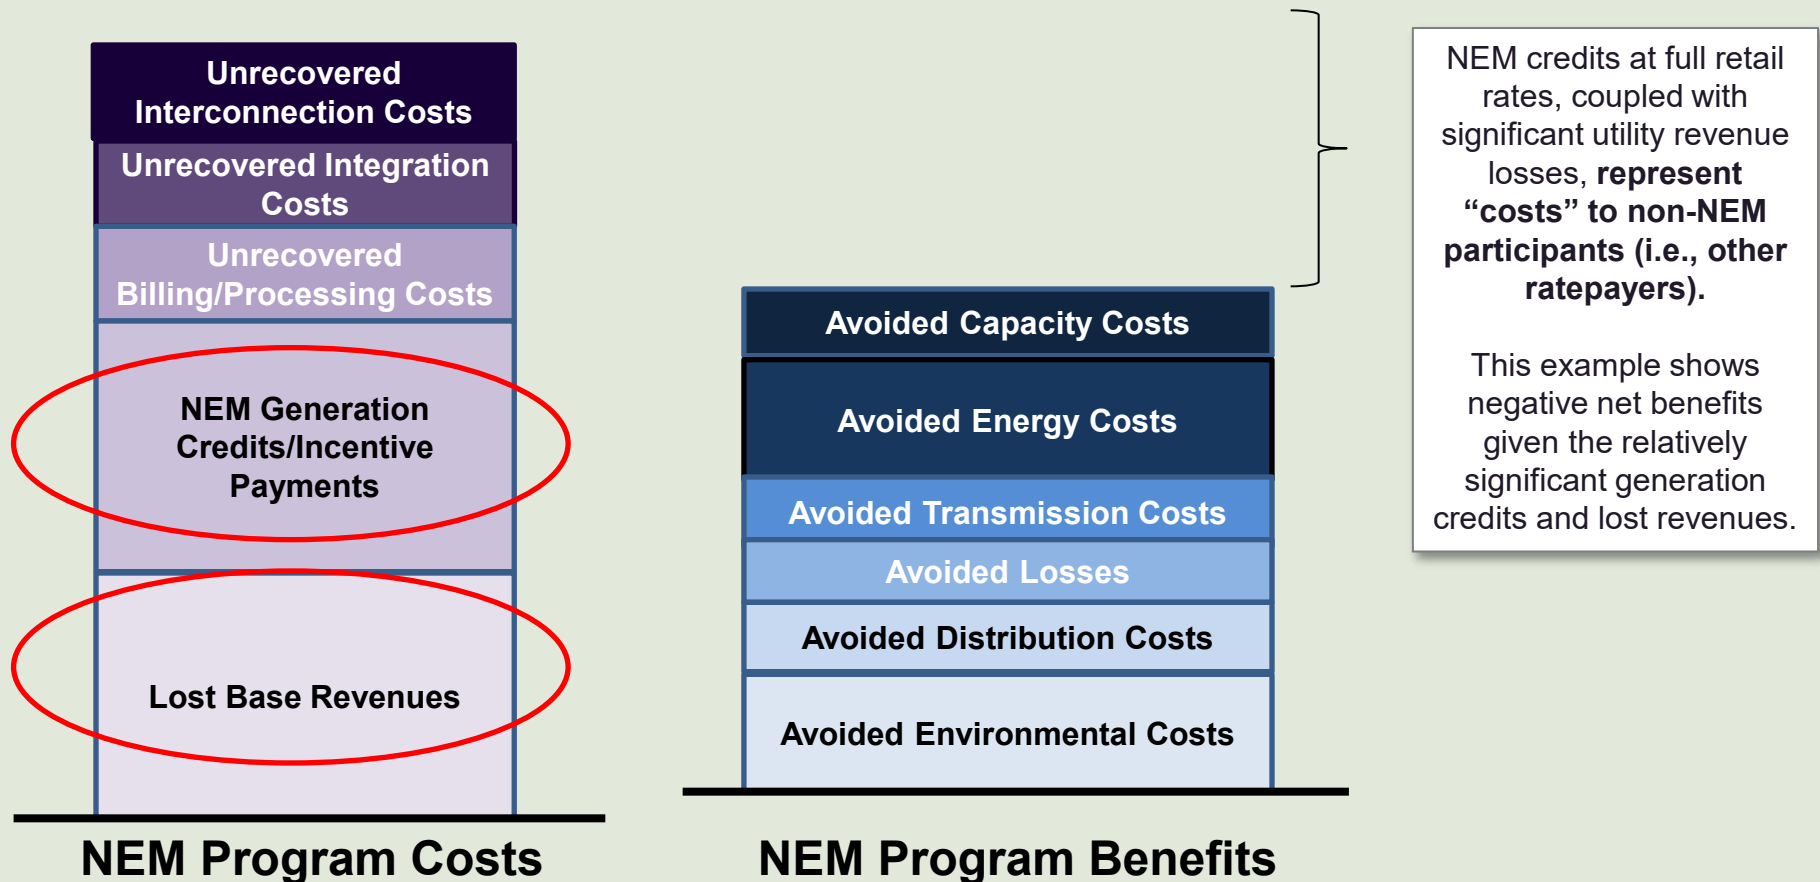 Unrecovered
Interconnection Costs
Unrecovered Integration
Costs
Unrecovered
Billing/Processing Costs
NEM Generation
Credits/Incentive
Payments
Lost Base Revenues
NEM Program Costs
Avoided Capacity Costs
Avoided Energy Costs
Avoided Transmission Costs
Avoided Losses
Avoided Distribution Costs
Avoided Environmental Costs
NEM Program Benefits
NEM credits at full retail
rates, coupled with
significant utility revenue
losses, represent
“costs” to non-NEM
participants (i.e., other
ratepayers).
This example shows
negative net benefits
given the relatively
significant generation
credits and lost revenues.